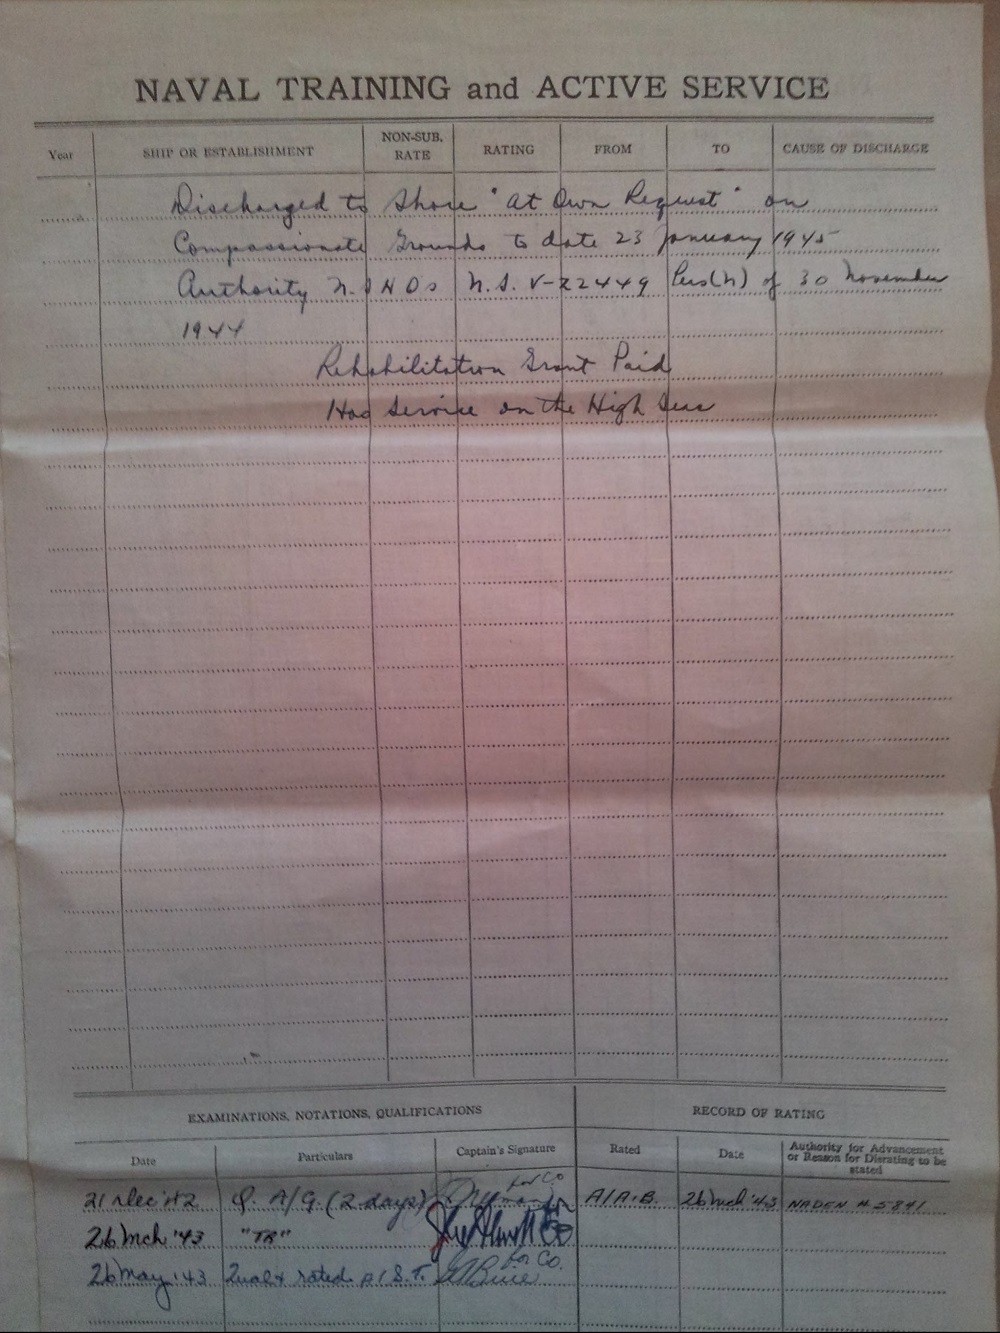 NAVAL TRAINING and ACTIVE SERVICE
Year SHIP OR ESTABLISHMENT NON-SUB. RATE RATING FROM TO CAUSE OF DISCHARGE
Discharged to Shore "At Own Request" on
Compassionate Grounds to date 23 January 1945
Authority N.S.H.Q.s N.S. V-22449 Pers(N) of 30 November
1944
Rehabilitation Grant Paid
Has Service on the High Seas
EXAMINATIONS, NOTATIONS, QUALIFICATIONS RECORD OF RATING
Date Particulars Captain's Signature Rated Date Authority for Advancement or Reason for Disrating to be stated
21 Dec '42 Q. A/G. (2 days) for CO A/A.B. 26 Mch '43 NADEN # 5841
26 Mch '43 "TR"
26 May '43 Qual & rated S.T. for CO.